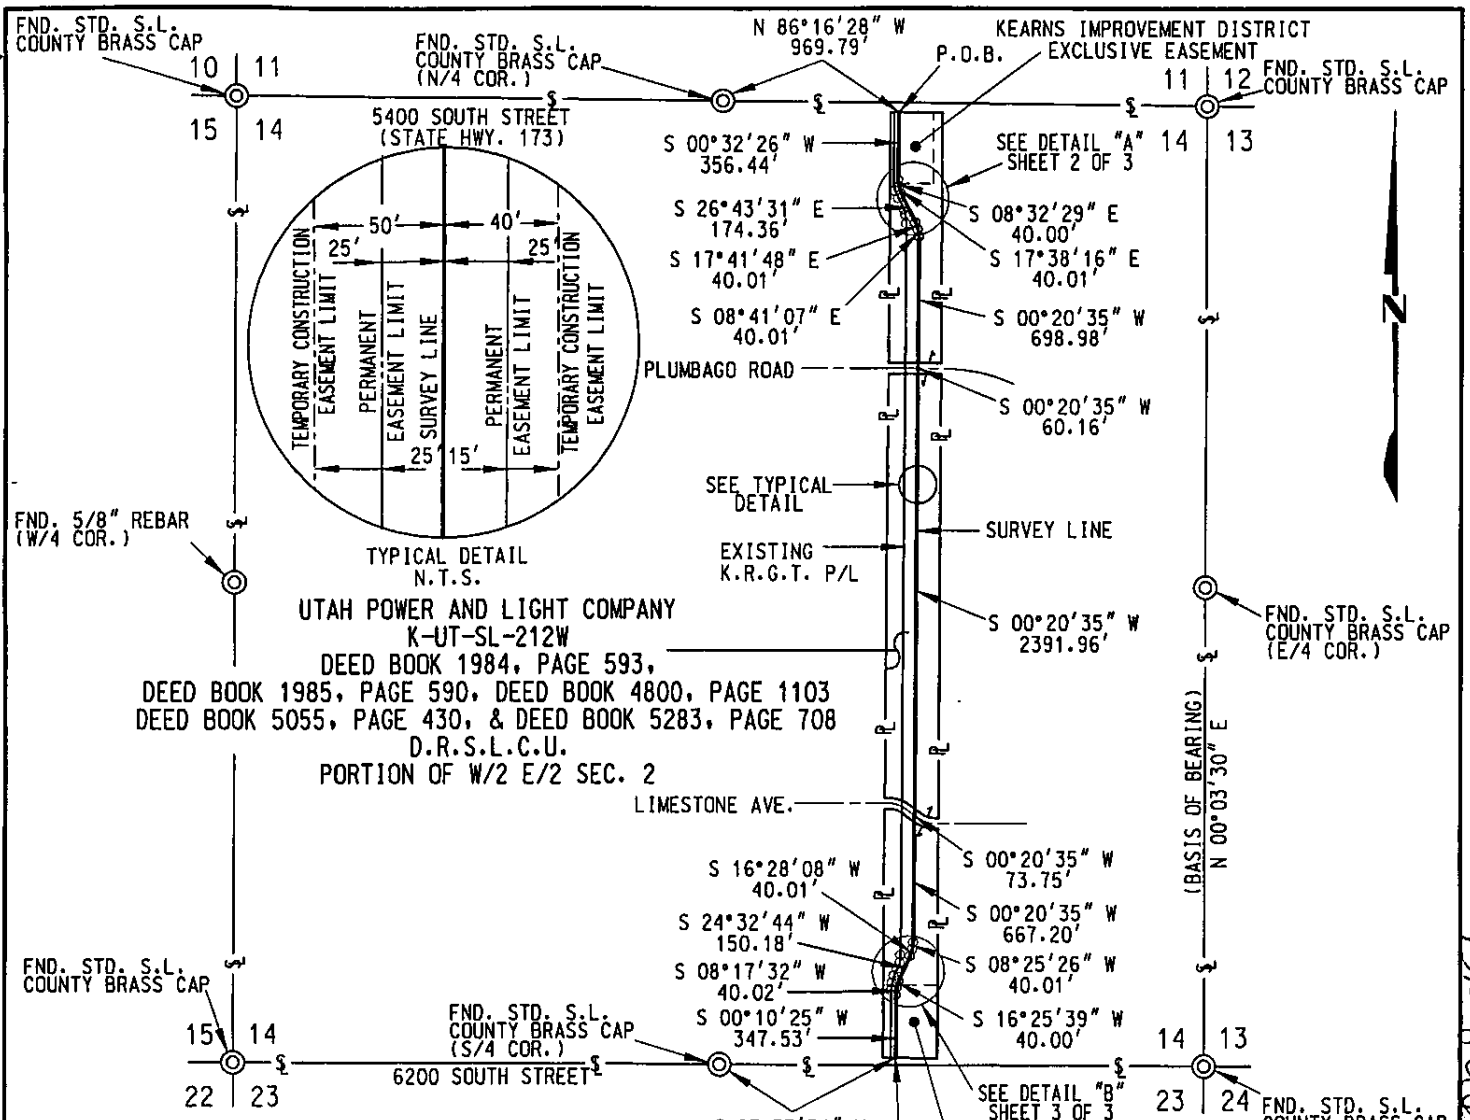 FND. STD. S.L.
COUNTY BRASS CAP
10 11
15 14
FND. STD. S.L.
COUNTY BRASS CAP
(N/4 COR.)
N 86°16'28" W
969.79'
P.O.B.
KEARNS IMPROVEMENT DISTRICT
EXCLUSIVE EASEMENT
11 12
14 13
FND. STD. S.L.
COUNTY BRASS CAP
5400 SOUTH STREET
(STATE HWY. 173)
S 00°32'26" W
356.44'
SEE DETAIL "A"
SHEET 2 OF 3
S 26°43'31" E
174.36'
S 08°32'29" E
40.00'
S 17°41'48" E
40.01'
S 17°38'16" E
40.01'
S 08°41'07" E
40.01'
S 00°20'35" W
698.98'
PLUMBAGO ROAD
S 00°20'35" W
60.16'
50' 40'
25' 25'
TEMPORARY CONSTRUCTION
EASEMENT LIMIT
PERMANENT
EASEMENT LIMIT
SURVEY LINE
PERMANENT
EASEMENT LIMIT
TEMPORARY CONSTRUCTION
EASEMENT LIMIT
25' 15'
TYPICAL DETAIL
N.T.S.
N
SEE TYPICAL
DETAIL
SURVEY LINE
EXISTING
K.R.G.T. P/L
FND. 5/8" REBAR
(W/4 COR.)
UTAH POWER AND LIGHT COMPANY
K-UT-SL-212W
DEED BOOK 1984, PAGE 593,
DEED BOOK 1985, PAGE 590, DEED BOOK 4800, PAGE 1103
DEED BOOK 5055, PAGE 430, & DEED BOOK 5283, PAGE 708
D.R.S.L.C.U.
PORTION OF W/2 E/2 SEC. 2
S 00°20'35" W
2391.96'
FND. STD. S.L.
COUNTY BRASS CAP
(E/4 COR.)
(BASIS OF BEARING)
N 00°03'30" E
LIMESTONE AVE.
S 00°20'35" W
73.75'
S 16°28'08" W
40.01'
S 00°20'35" W
667.20'
S 24°32'44" W
150.18'
S 08°25'26" W
40.01'
S 08°17'32" W
40.02'
S 16°25'39" W
40.00'
S 00°10'25" W
347.53'
FND. STD. S.L.
COUNTY BRASS CAP
15 14
22 23
FND. STD. S.L.
COUNTY BRASS CAP
(S/4 COR.)
6200 SOUTH STREET
SEE DETAIL "B"
SHEET 3 OF 3
14 13
23 24
FND. STD. S.L.
COUNTY BRASS CAP